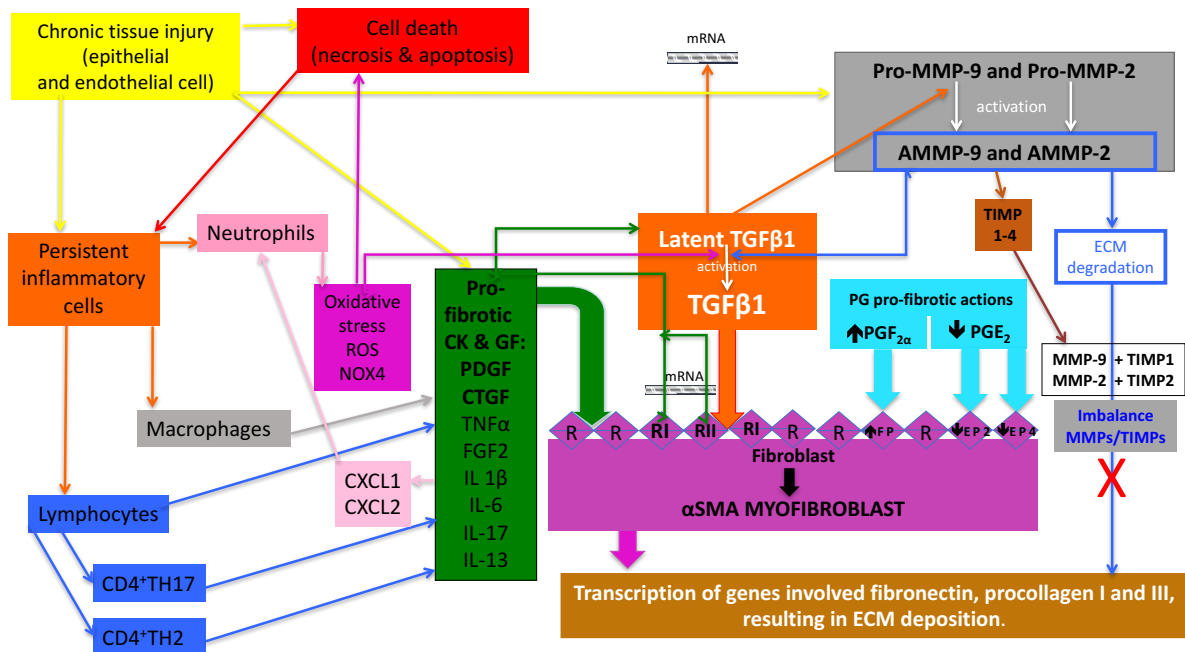 Chronic tissue injury
(epithelial
and endothelial cell)
Cell death
(necrosis & apoptosis)
mRNA
Pro-MMP-9 and Pro-MMP-2
activation
AMMP-9 and AMMP-2
Persistent
inflammatory
cells
Neutrophils
Oxidative
stress
ROS
NOX4
Pro-
fibrotic
CK & GF:
PDGF
CTGF
TNFα
FGF2
IL 1β
IL-6
IL-17
IL-13
Latent TGFβ1
activation
TGFβ1
TIMP
1-4
ECM
degradation
PG pro-fibrotic actions
🡅PGF₂α
🡇 PGE₂
MMP-9 + TIMP1
MMP-2 + TIMP2
Imbalance
MMPs/TIMPs
X
mRNA
Macrophages
CXCL1
CXCL2
Lymphocytes
CD4⁺TH17
CD4⁺TH2
R R RI RII RI R R 🡅FP R 🡇EP2 🡇EP4
Fibroblast
αSMA MYOFIBROBLAST
Transcription of genes involved fibronectin, procollagen I and III,
resulting in ECM deposition.